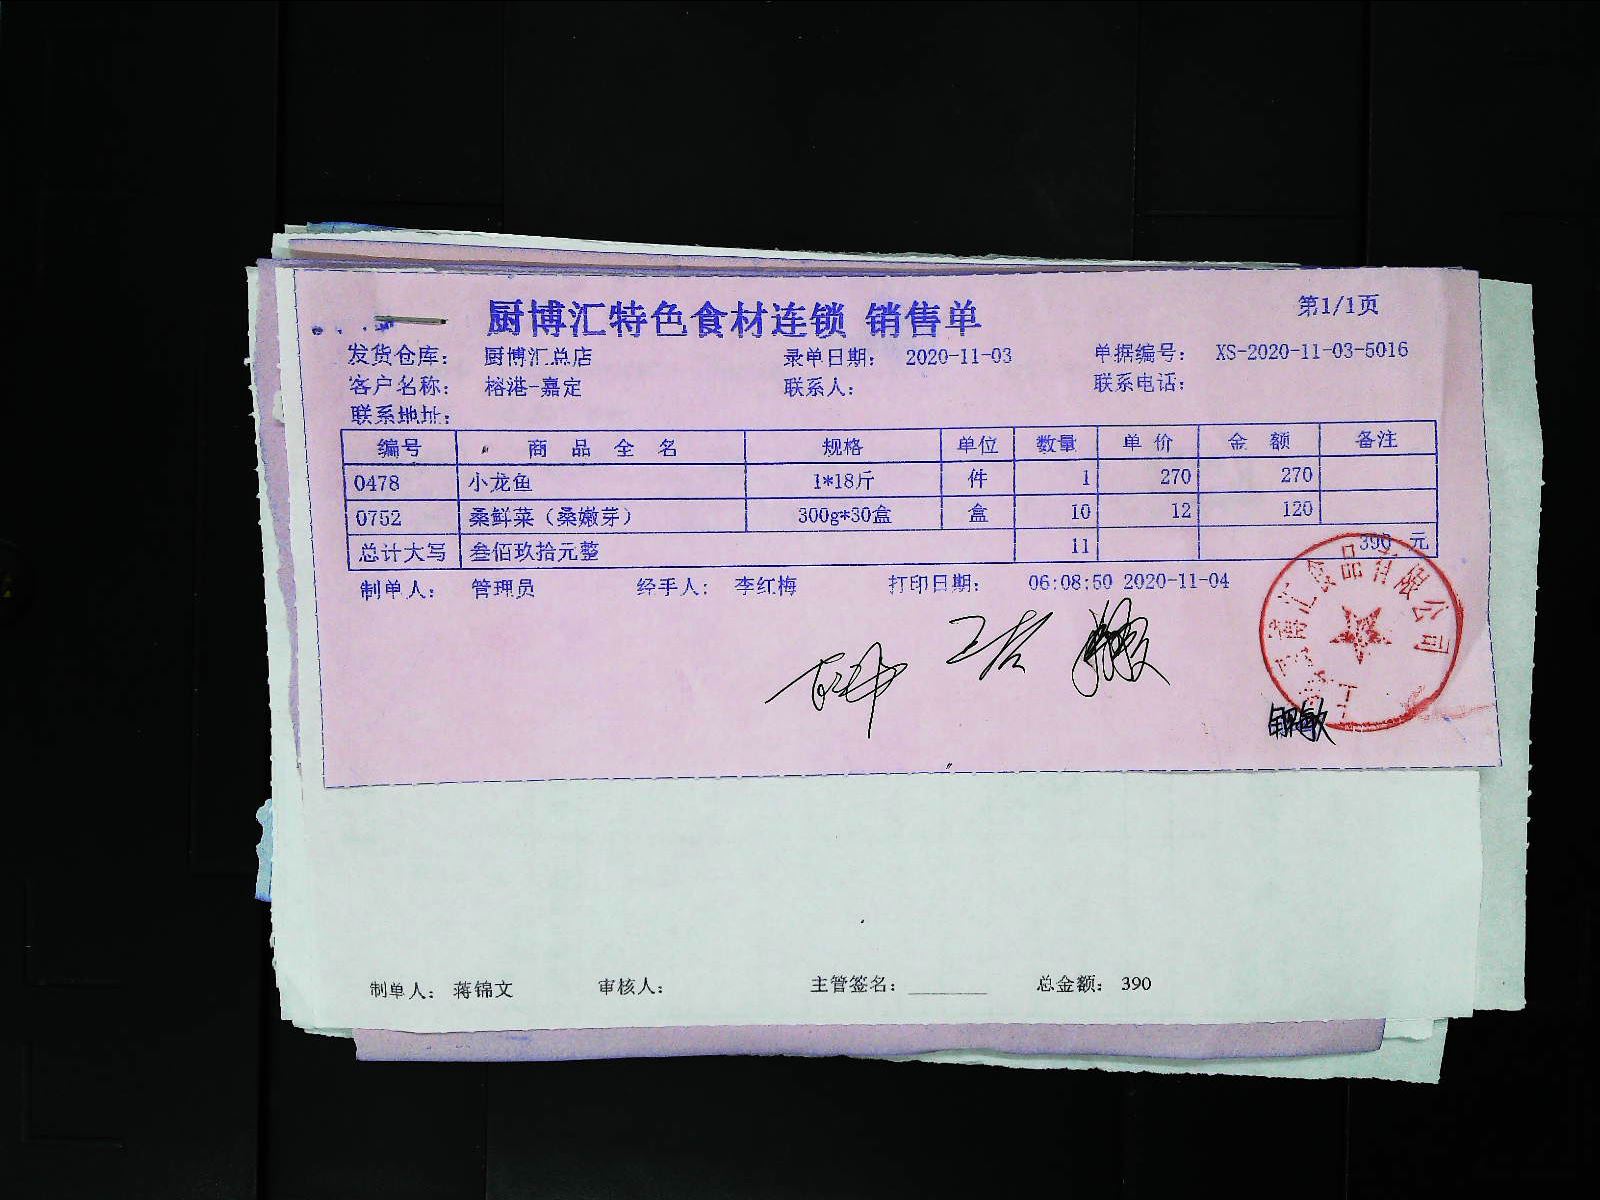 厨博汇特色食材连锁 销售单
第1/1页
发货仓库： 厨博汇总店 录单日期： 2020-11-03 单据编号： XS-2020-11-03-5016
客户名称： 榕港-嘉定 联系人： 联系电话：
联系地址：
编号 商品全名 规格 单位 数量 单价 金额 备注
0478 小龙鱼 1*18斤 件 1 270 270
0752 桑鲜菜（桑嫩芽） 300g*30盒 盒 10 12 120
总计大写 叁佰玖拾元整 11 390 元
制单人： 管理员 经手人： 李红梅 打印日期： 06:08:50 2020-11-04
汇食品有限公司
制单人： 蒋锦文 审核人： 主管签名：________ 总金额： 390